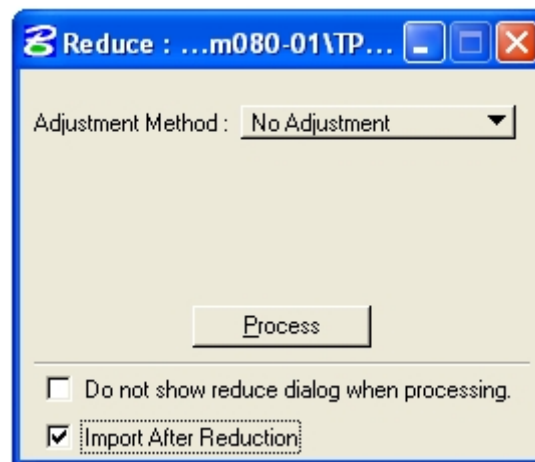 Reduce : ...m080-01\TP...
Adjustment Method : No Adjustment
Process
Do not show reduce dialog when processing.
Import After Reduction